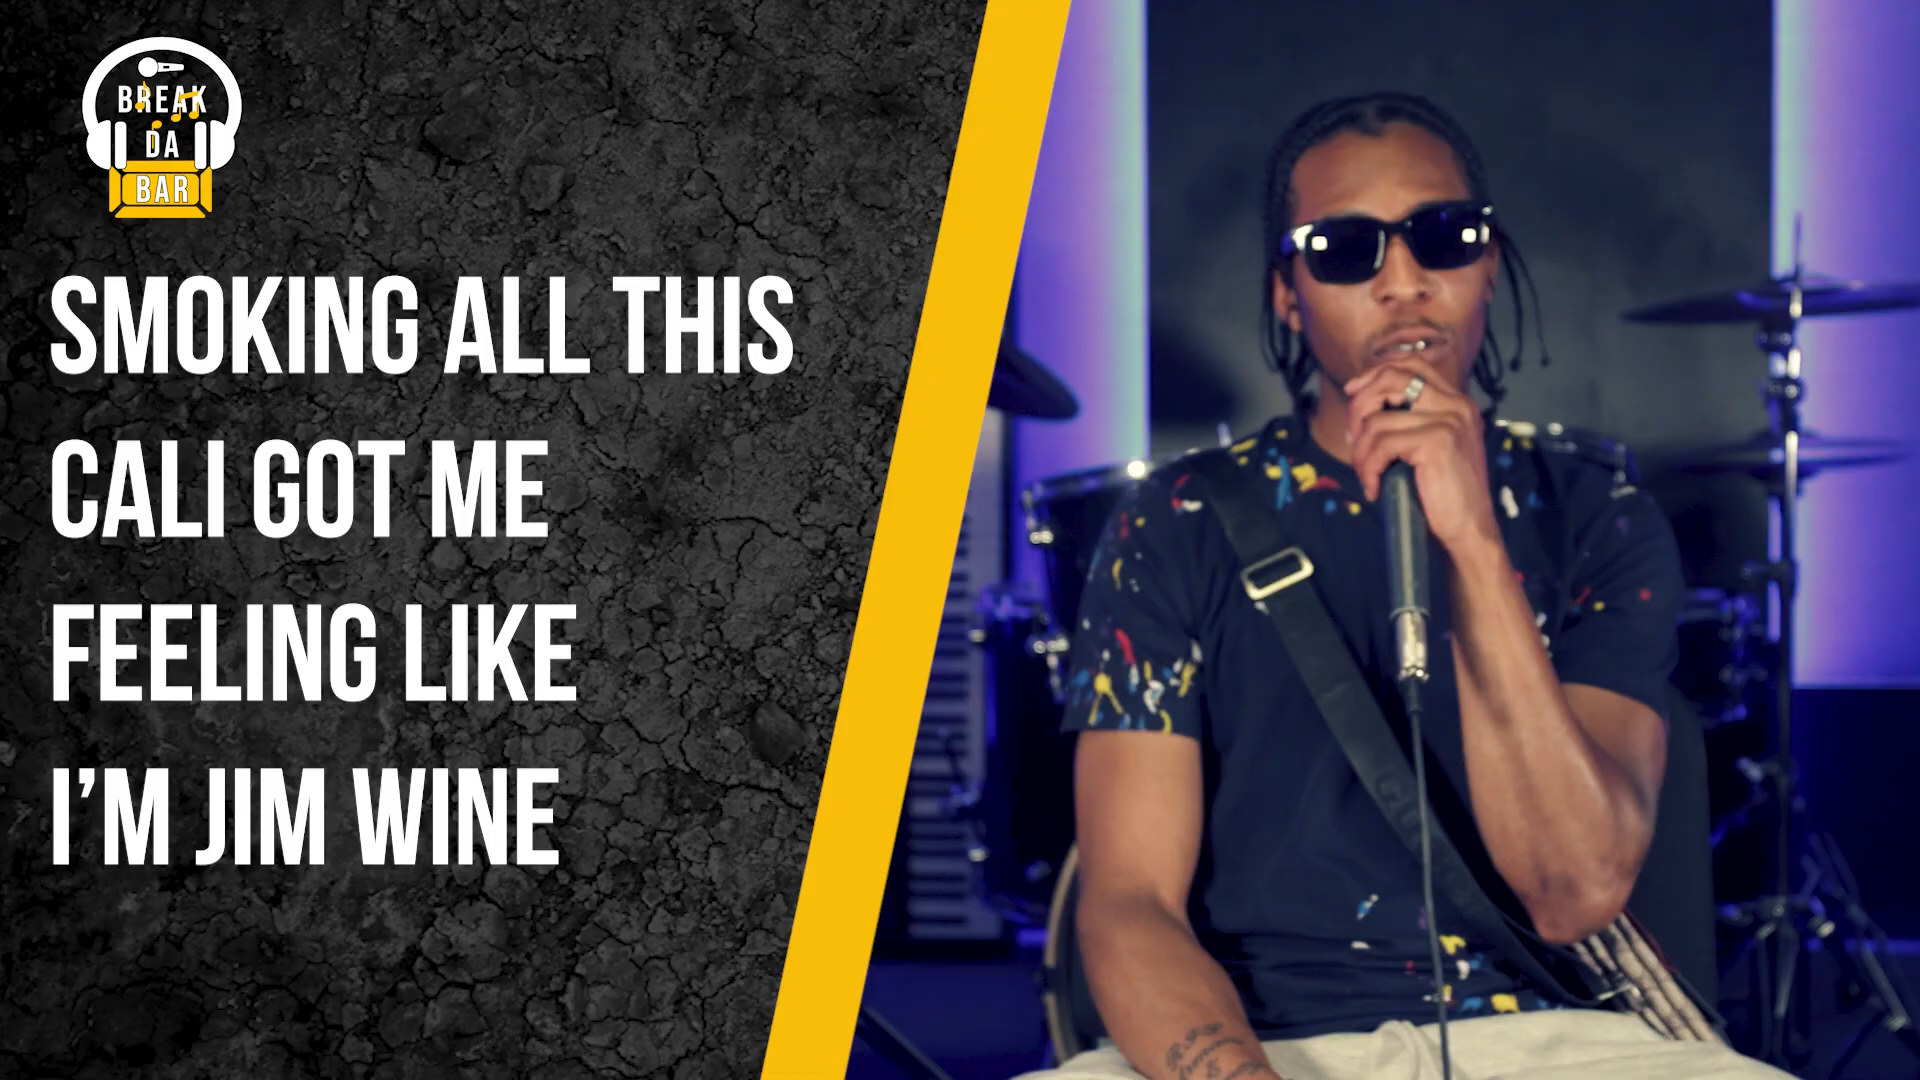 BREAK
DA
BAR
SMOKING ALL THIS
CALI GOT ME
FEELING LIKE
I'M JIM WINE